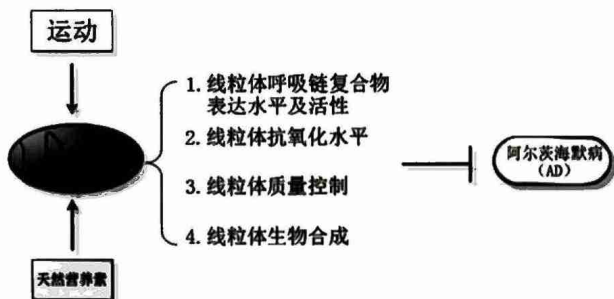 运动
1. 线粒体呼吸链复合物
表达水平及活性
2. 线粒体抗氧化水平
3. 线粒体质量控制
4. 线粒体生物合成
阿尔茨海默病
（AD）
天然营养素